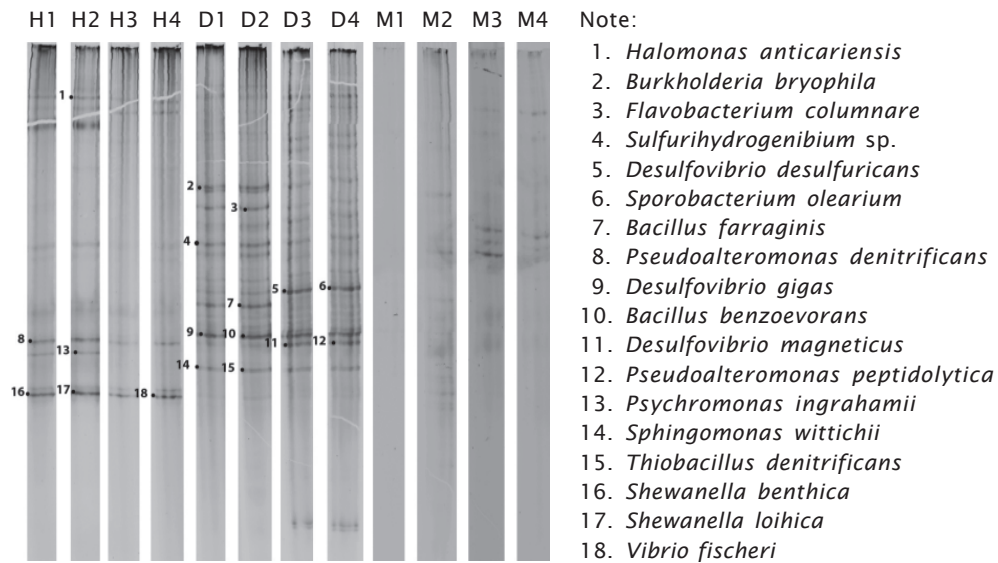 H1 H2 H3 H4 D1 D2 D3 D4 M1 M2 M3 M4
Note:
1. Halomonas anticariensis
2. Burkholderia bryophila
3. Flavobacterium columnare
4. Sulfurihydrogenibium sp.
5. Desulfovibrio desulfuricans
6. Sporobacterium olearium
7. Bacillus farraginis
8. Pseudoalteromonas denitrificans
9. Desulfovibrio gigas
10. Bacillus benzoevorans
11. Desulfovibrio magneticus
12. Pseudoalteromonas peptidolytica
13. Psychromonas ingrahamii
14. Sphingomonas wittichii
15. Thiobacillus denitrificans
16. Shewanella benthica
17. Shewanella loihica
18. Vibrio fischeri
1
2
3
4
5
6
7
8
9
10
11
12
13
14
15
16
17
18